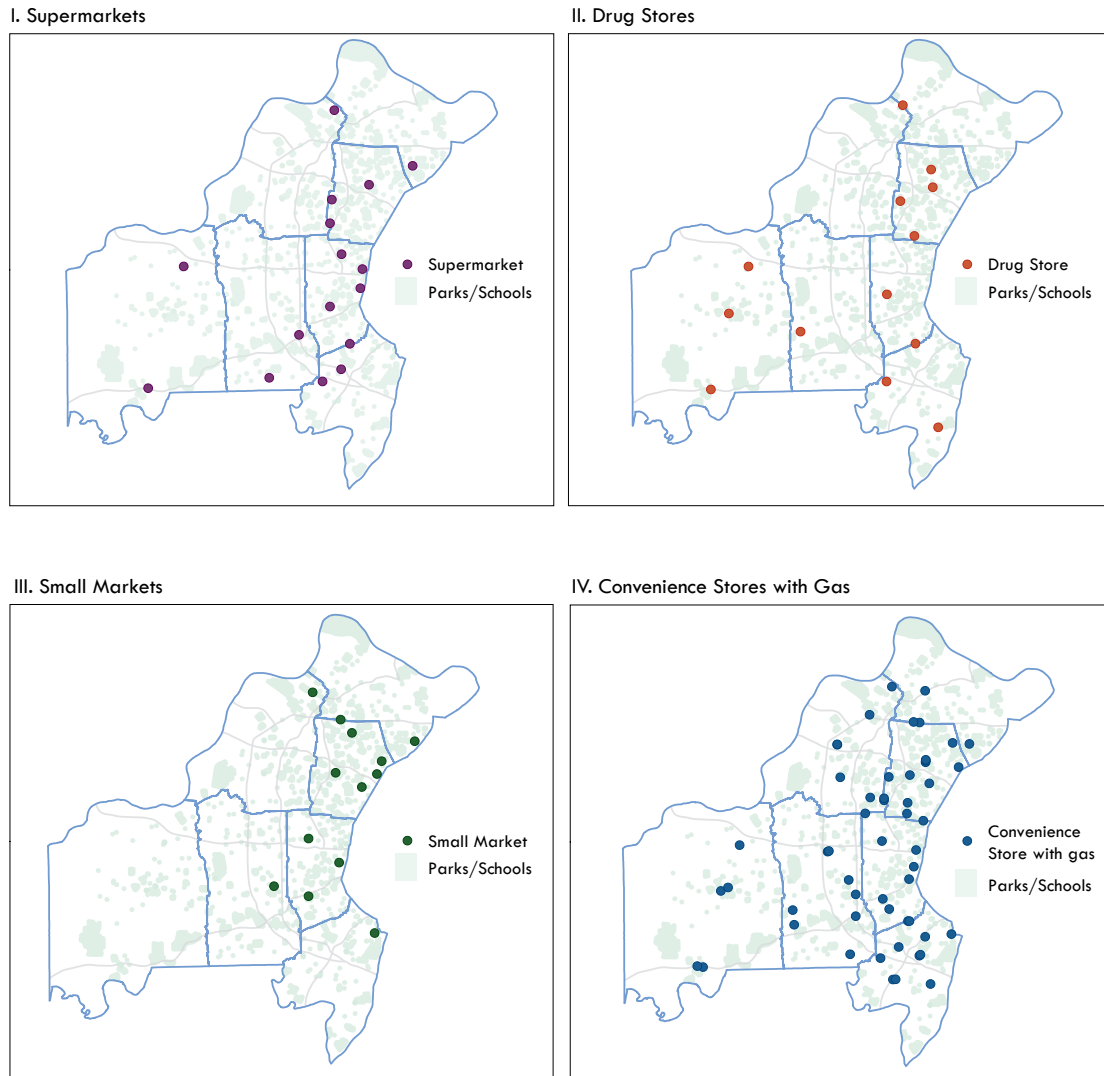 I. Supermarkets
Supermarket
Parks/Schools
II. Drug Stores
Drug Store
Parks/Schools
III. Small Markets
Small Market
Parks/Schools
IV. Convenience Stores with Gas
Convenience
Store with gas
Parks/Schools